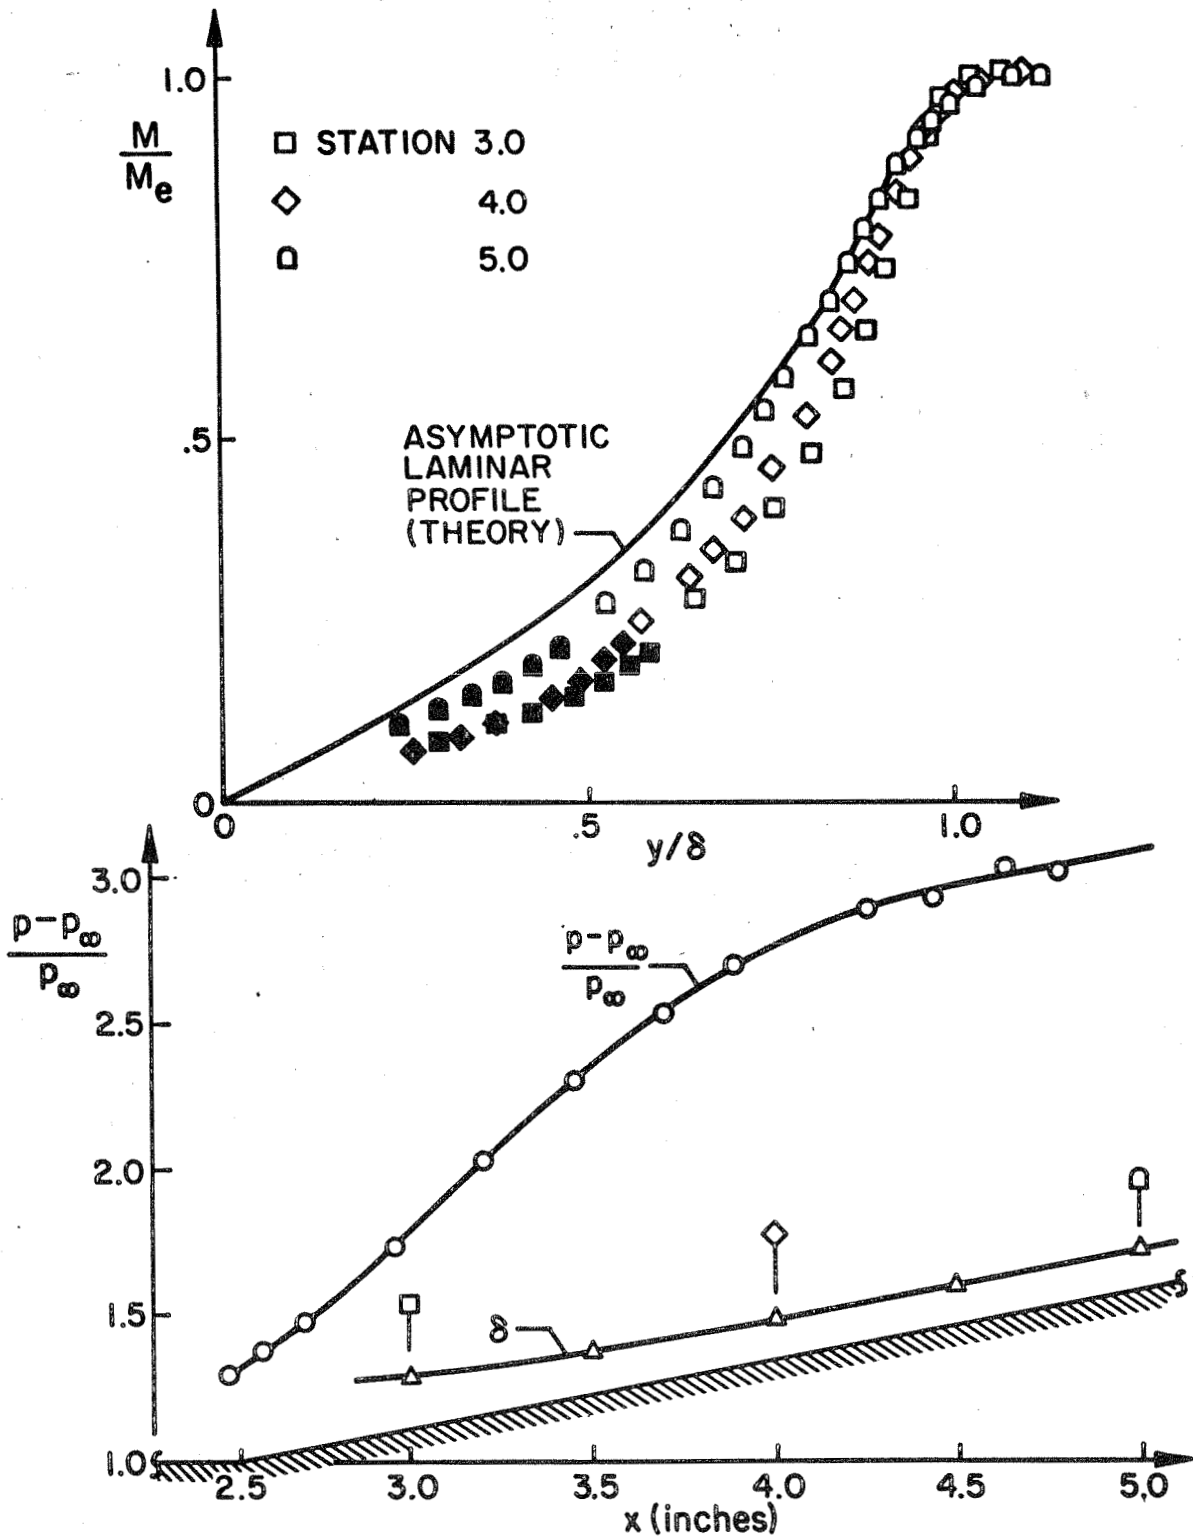 1.0
M
Me
□ STATION 3.0
◇ 4.0
5.0
.5
ASYMPTOTIC
LAMINAR
PROFILE
(THEORY)
0
0 .5 1.0
y/δ
3.0
p-p∞
p∞
p-p∞
p∞
2.5
2.0
1.5
δ
1.0
2.5 3.0 3.5 4.0 4.5 5.0
x (inches)